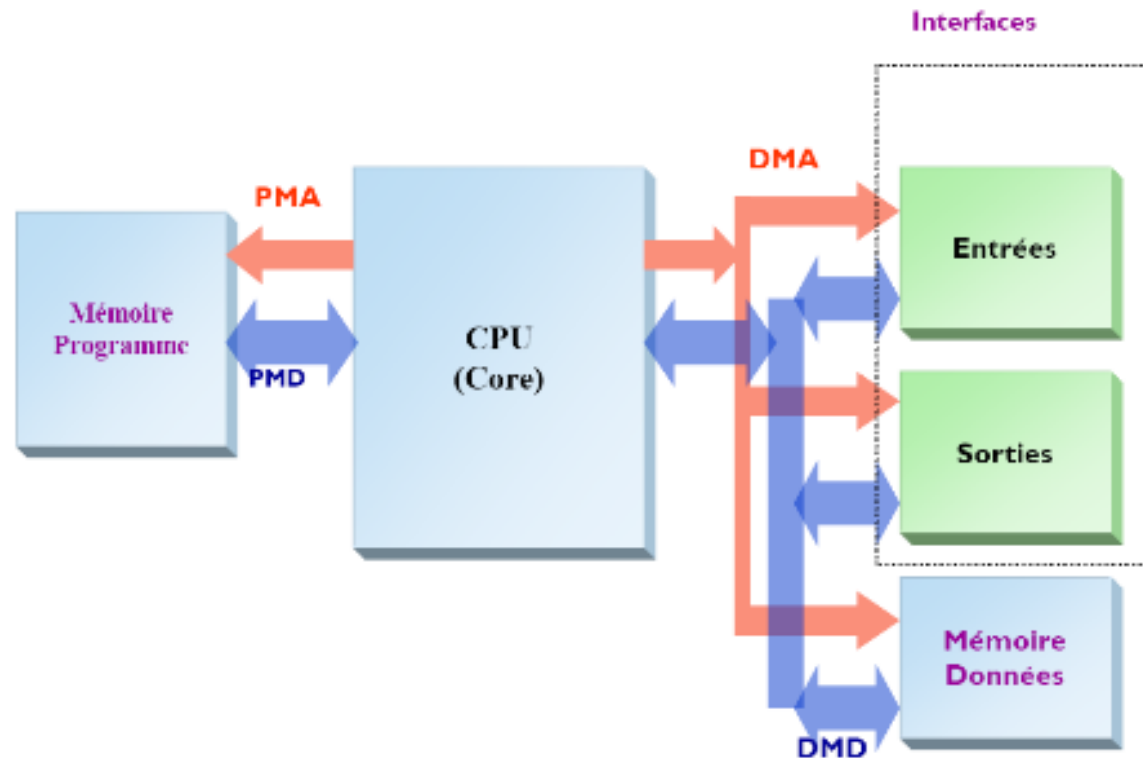 Interfaces
DMA
PMA
Entrées
Mémoire
Programme
CPU
(Core)
PMD
Sorties
Mémoire
Données
DMD